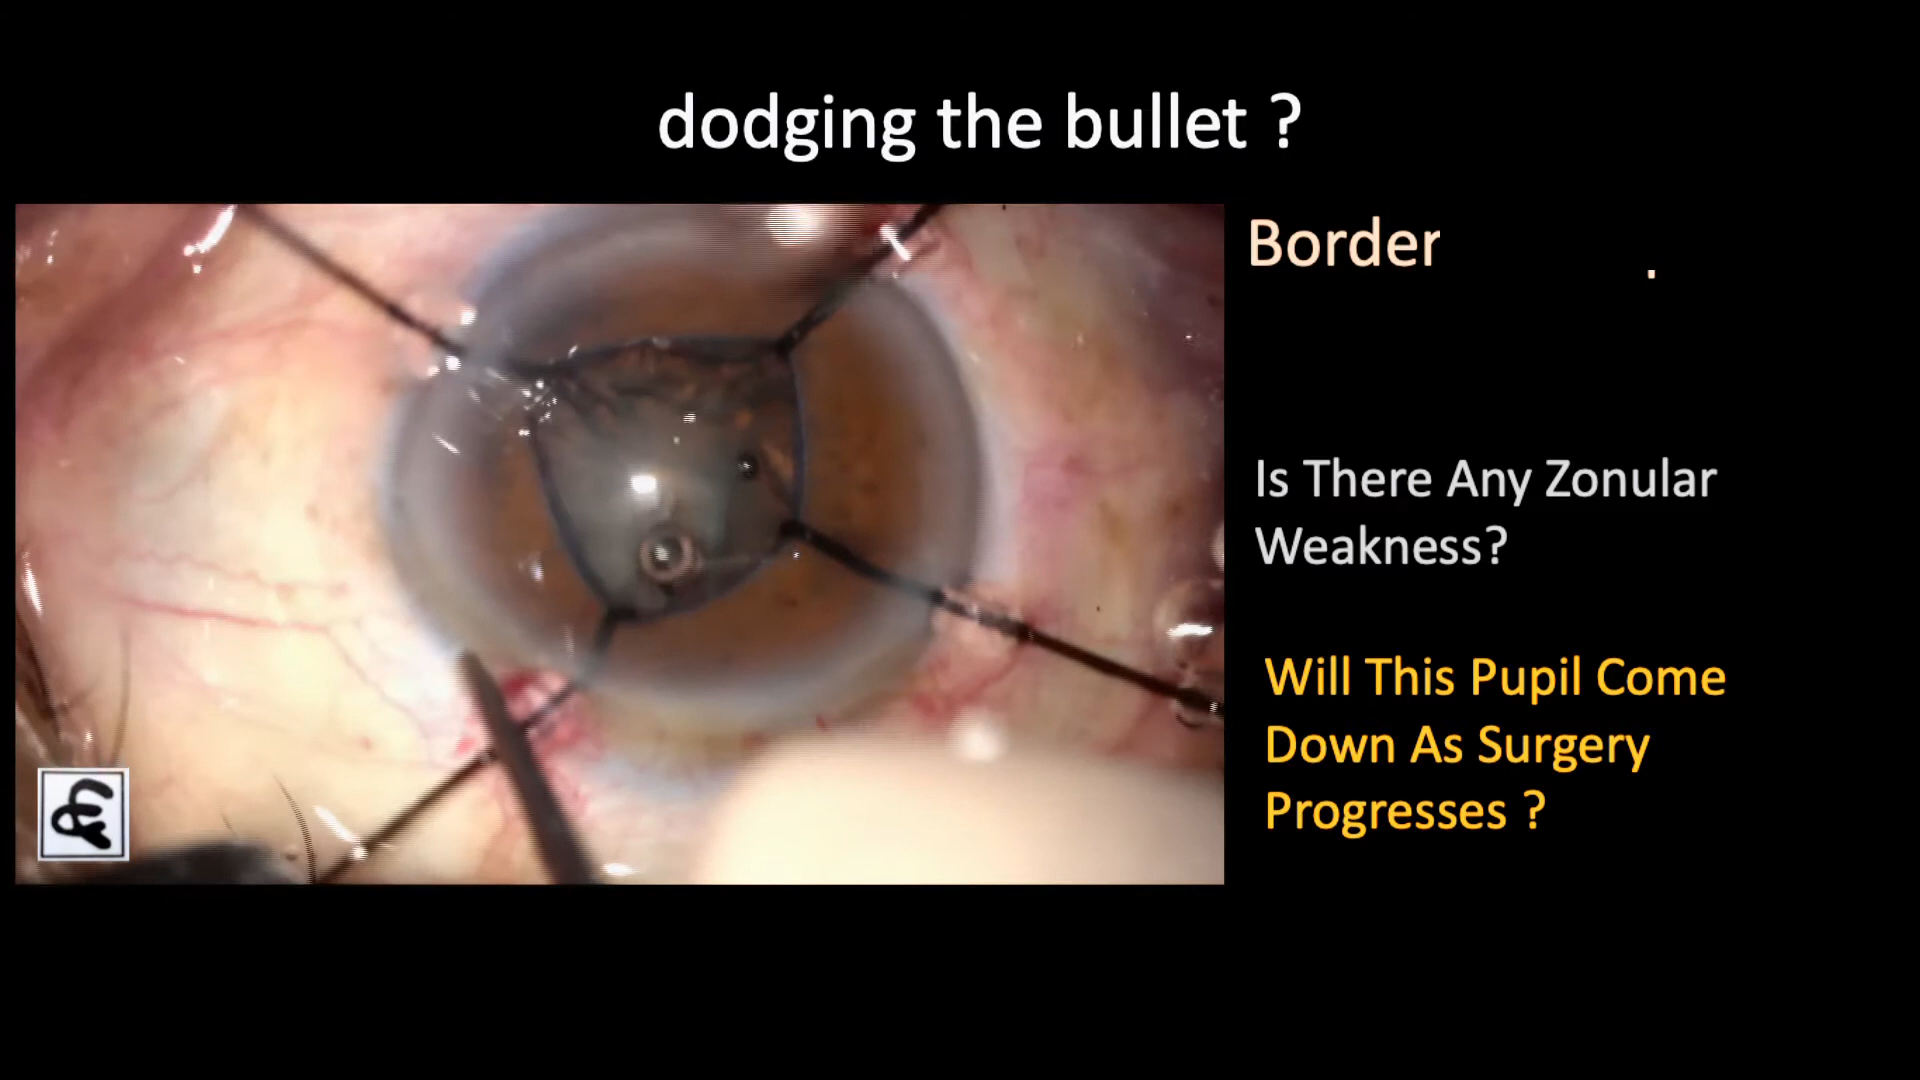 dodging the bullet ?
Border
.
Is There Any Zonular
Weakness?
Will This Pupil Come
Down As Surgery
Progresses ?